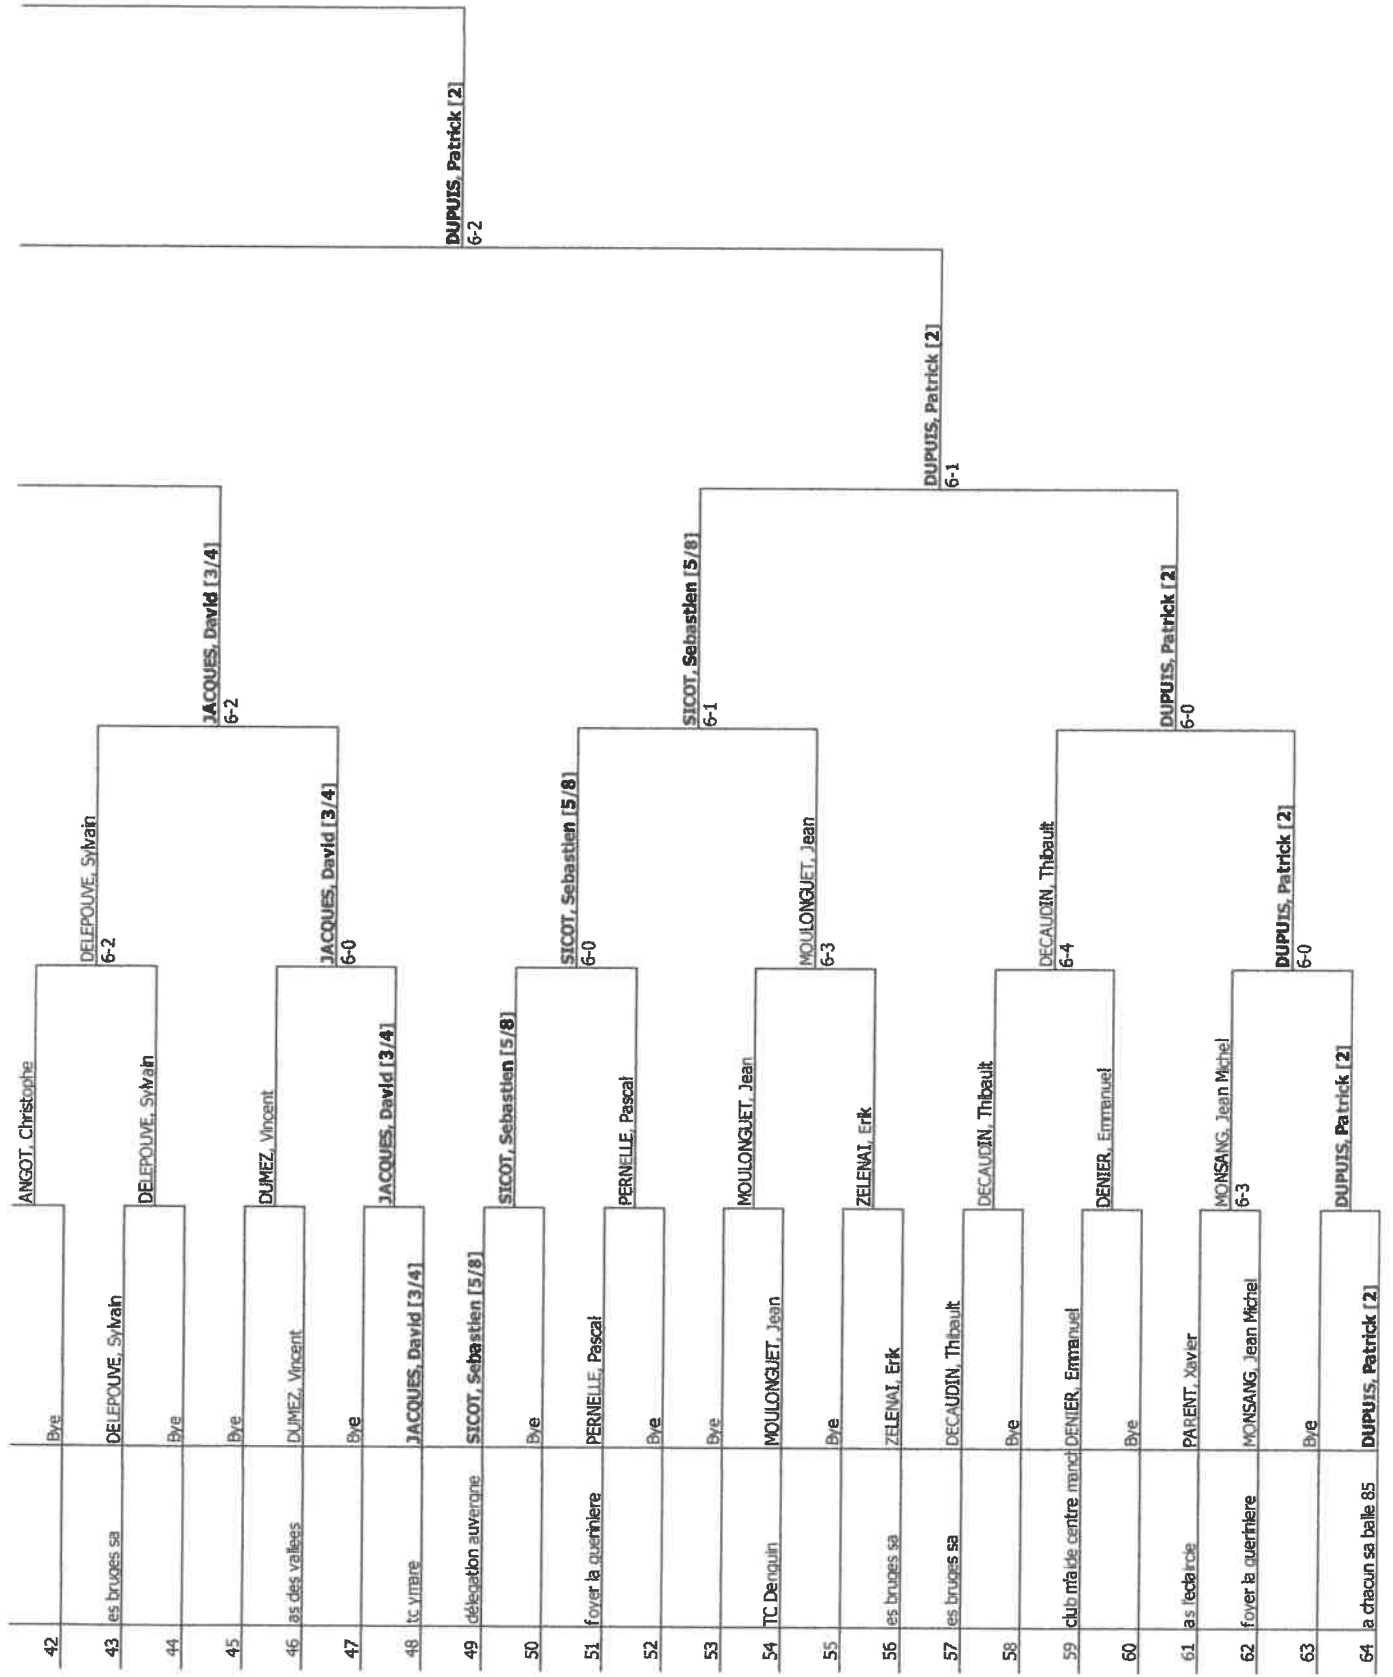 42 Bye
ANGOT, Christophe
43 es bruges sa DELEPOUVE, Sylvain
DELEPOUVE, Sylvain
44 Bye
DELEPOUVE, Sylvain
6-2
45 Bye
DUMEZ, Vincent
46 as des vallees DUMEZ, Vincent
47 Bye
JACQUES, David [3/4]
48 tc ymare JACQUES, David [3/4]
JACQUES, David [3/4]
6-0
JACQUES, David [3/4]
6-2
49 délegation auvergne SICOT, Sebastien [5/8]
SICOT, Sebastien [5/8]
50 Bye
51 foyer la gueriniere PERNELLE, Pascal
PERNELLE, Pascal
52 Bye
SICOT, Sebastien [5/8]
6-0
53 Bye
MOULONGUET, Jean
54 TC Denguin MOULONGUET, Jean
55 Bye
ZELENAI, Erik
56 es bruges sa ZELENAI, Erik
MOULONGUET, Jean
6-3
SICOT, Sebastien [5/8]
6-1
57 es bruges sa DECAUDIN, Thibault
DECAUDIN, Thibault
58 Bye
59 club m'aide centre manch DENIER, Emmanuel
DENIER, Emmanuel
60 Bye
DECAUDIN, Thibault
6-4
61 as l'eclaircie PARENT, Xavier
MONSANG, Jean Michel
6-3
62 foyer la gueriniere MONSANG, Jean Michel
63 Bye
DUPUIS, Patrick [2]
64 a chacun sa balle 85 DUPUIS, Patrick [2]
DUPUIS, Patrick [2]
6-0
DUPUIS, Patrick [2]
6-0
DUPUIS, Patrick [2]
6-1
DUPUIS, Patrick [2]
6-2